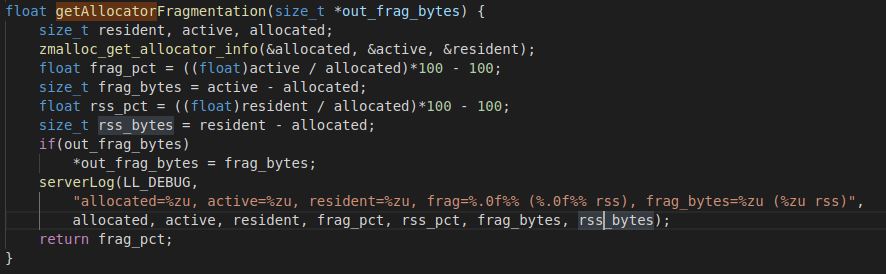 float getAllocatorFragmentation(size_t *out_frag_bytes) {
    size_t resident, active, allocated;
    zmalloc_get_allocator_info(&allocated, &active, &resident);
    float frag_pct = ((float)active / allocated)*100 - 100;
    size_t frag_bytes = active - allocated;
    float rss_pct = ((float)resident / allocated)*100 - 100;
    size_t rss_bytes = resident - allocated;
    if(out_frag_bytes)
        *out_frag_bytes = frag_bytes;
    serverLog(LL_DEBUG,
        "allocated=%zu, active=%zu, resident=%zu, frag=%.0f%% (%.0f%% rss), frag_bytes=%zu (%zu rss)",
        allocated, active, resident, frag_pct, rss_pct, frag_bytes, rss_bytes);
    return frag_pct;
}